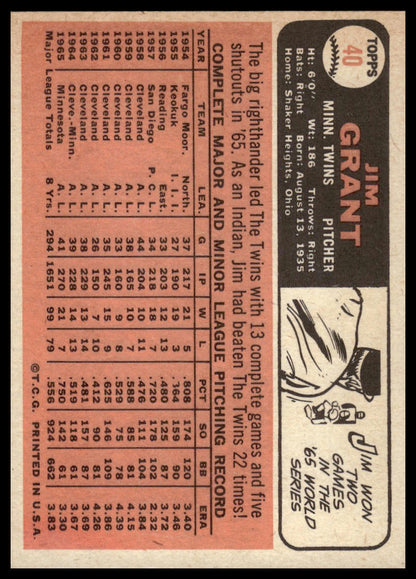 TOPPS
40
JIM
GRANT
MINN. TWINS PITCHER
Ht: 6'0" Wt: 186 Throws: Right
Bats: Right Born: August 13, 1935
Home: Shaker Heights, Ohio
JIM WON
TWO
GAMES
IN THE
'65 WORLD
SERIES
The big righthander led The Twins with 13 complete games and five
shutouts in '65. As an Indian, Jim had beaten The Twins 22 times!
COMPLETE MAJOR AND MINOR LEAGUE PITCHING RECORD
YEAR TEAM LEA. G IP W L PCT SO BB ERA
1954 Fargo Moor. North. 37 217 21 5 .808 174 120 3.40
1955 Keokuk I. I. I. 27 190 19 3 .864 159 90
1956 Reading East. 33 203 12 13 .480 125 3.72
1957 San Diego P. C. L. 218 18 7 .720 178 102 2.32
1958 Cleveland A. L. 44 204 10 11 .476 111 104 3.84
1959 Cleveland A. L. 38 165 10 7 .588 85 81 4.15
1960 Cleveland A. L. 33 160 9 8 .529 75 78 4.39
1961 Cleveland A. L. 35 245 15 9 .625 146 109 3.86
1962 Cleveland A. L. 26 150 7 10 .412 90 81 4.26
1963 Cleveland A. L. 38 229 13 14 .481 157 87 3.68
1964 Cleve.-Minn. A. L. 39 228 14 13 .519 118 61 3.67
1965 Minnesota A. L. 41 270 21 7 .750 142 61 3.30
Major League Totals 8 Yrs. 294 1651 99 79 .556 924 662 3.83
©T.C.G. PRINTED IN U.S.A.